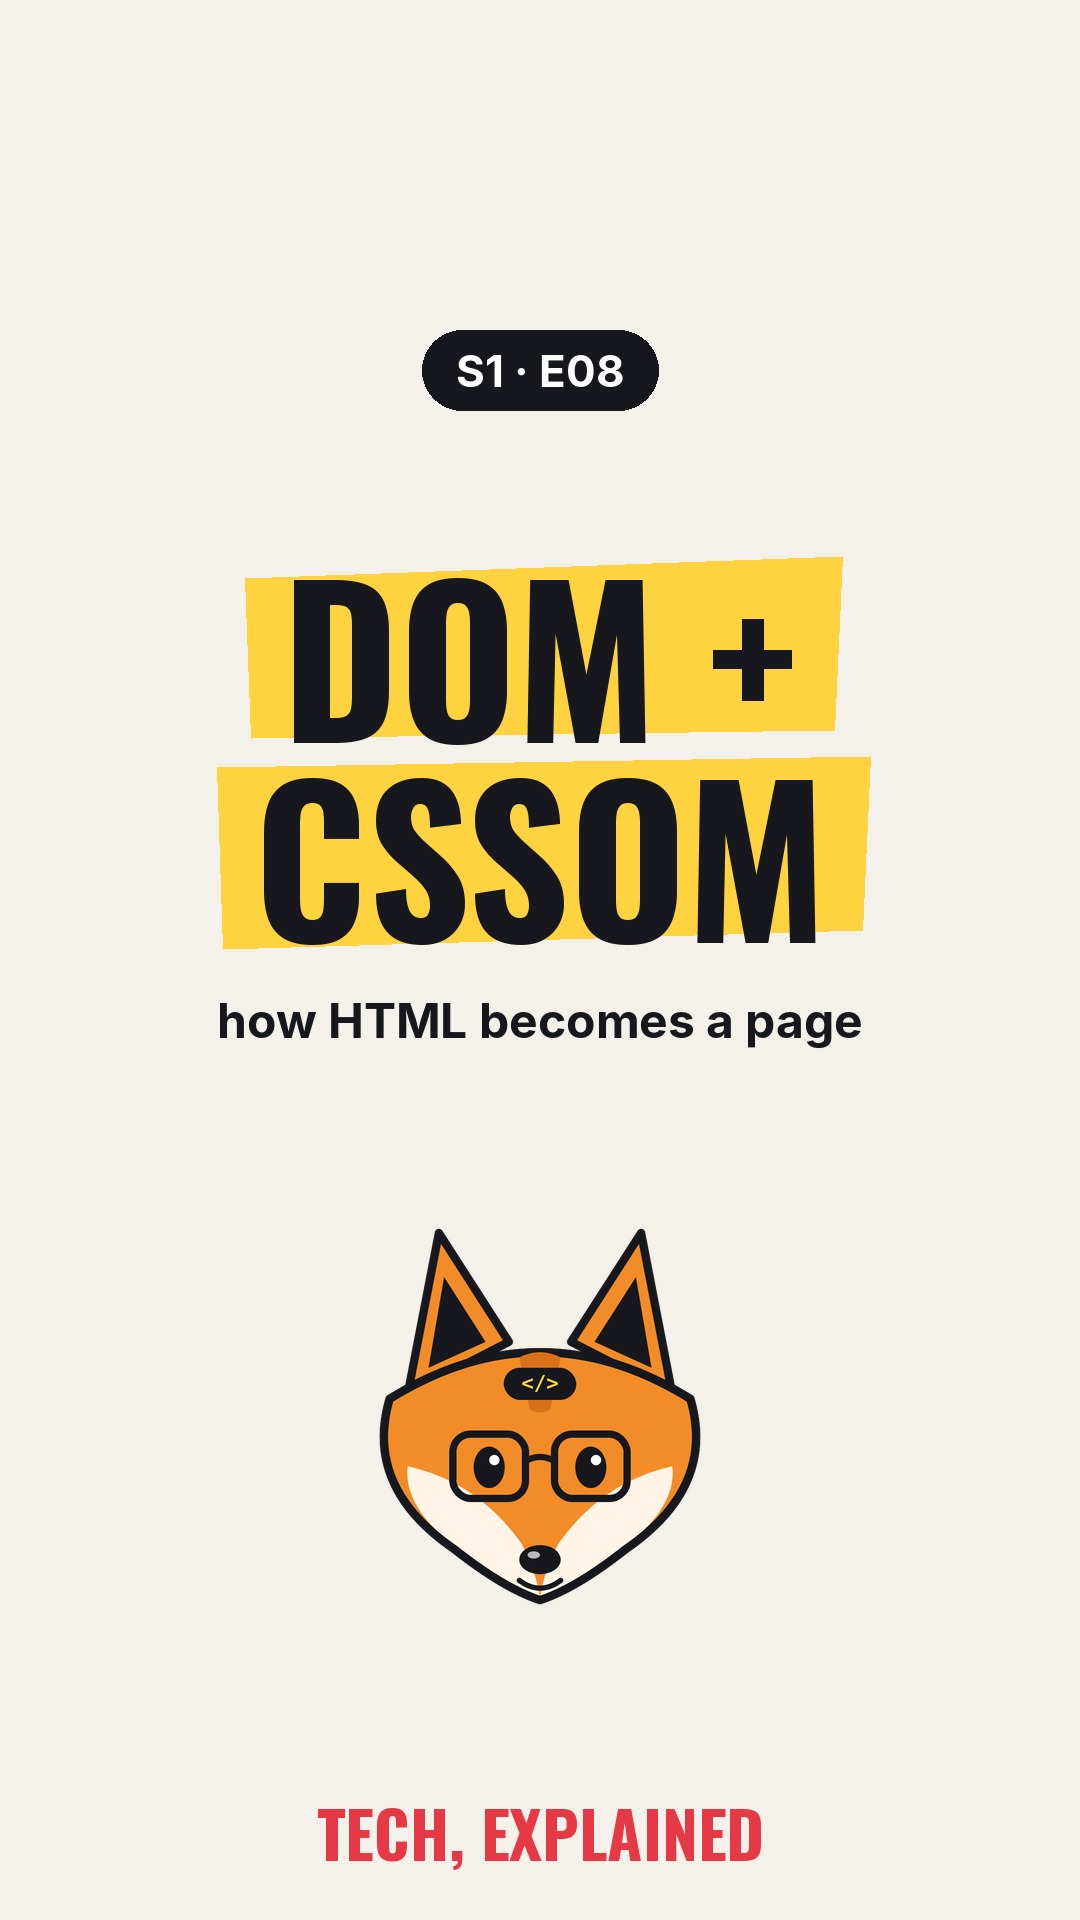 S1 · E08
DOM +
CSSOM
how HTML becomes a page
</>
TECH, EXPLAINED